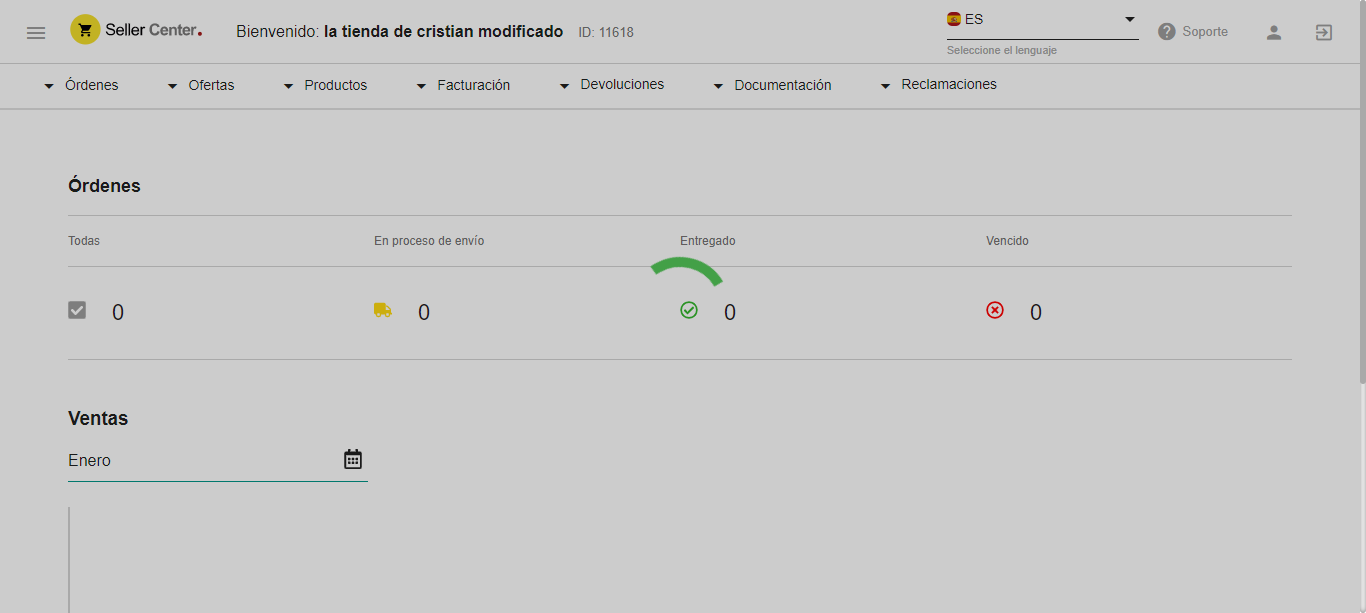 Seller Center.
Bienvenido: la tienda de cristian modificado ID: 11618
ES
Seleccione el lenguaje
Soporte
Órdenes
Ofertas
Productos
Facturación
Devoluciones
Documentación
Reclamaciones
Órdenes
Todas
En proceso de envío
Entregado
Vencido
0
0
0
0
Ventas
Enero